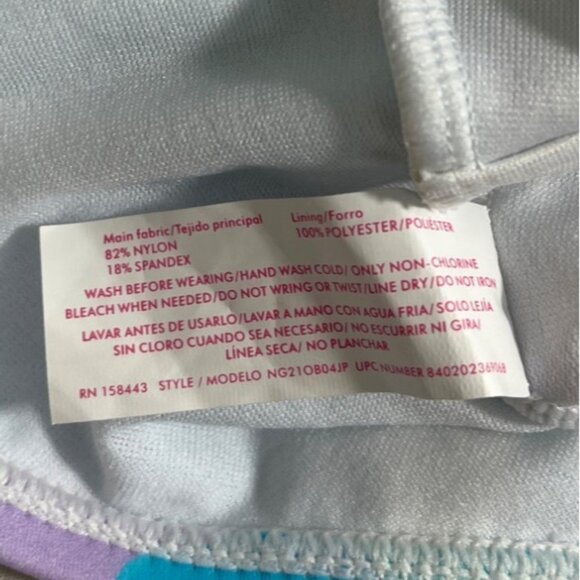 Main fabric/Tejido principal Lining/Forro
82% NYLON 100% POLYESTER/POLIESTER
18% SPANDEX
WASH BEFORE WEARING/HAND WASH COLD/ ONLY NON-CHLORINE
BLEACH WHEN NEEDED/DO NOT WRING OR TWIST/LINE DRY/DO NOT IRON
LAVAR ANTES DE USARLO/LAVAR A MANO CON AGUA FRIA/ SOLO LEJÍA
SIN CLORO CUANDO SEA NECESARIO/ NO ESCURRIR NI GIRA/
LÍNEA SECA/ NO PLANCHAR
RN 158443 STYLE / MODELO NG21OB04JP UPC NUMBER